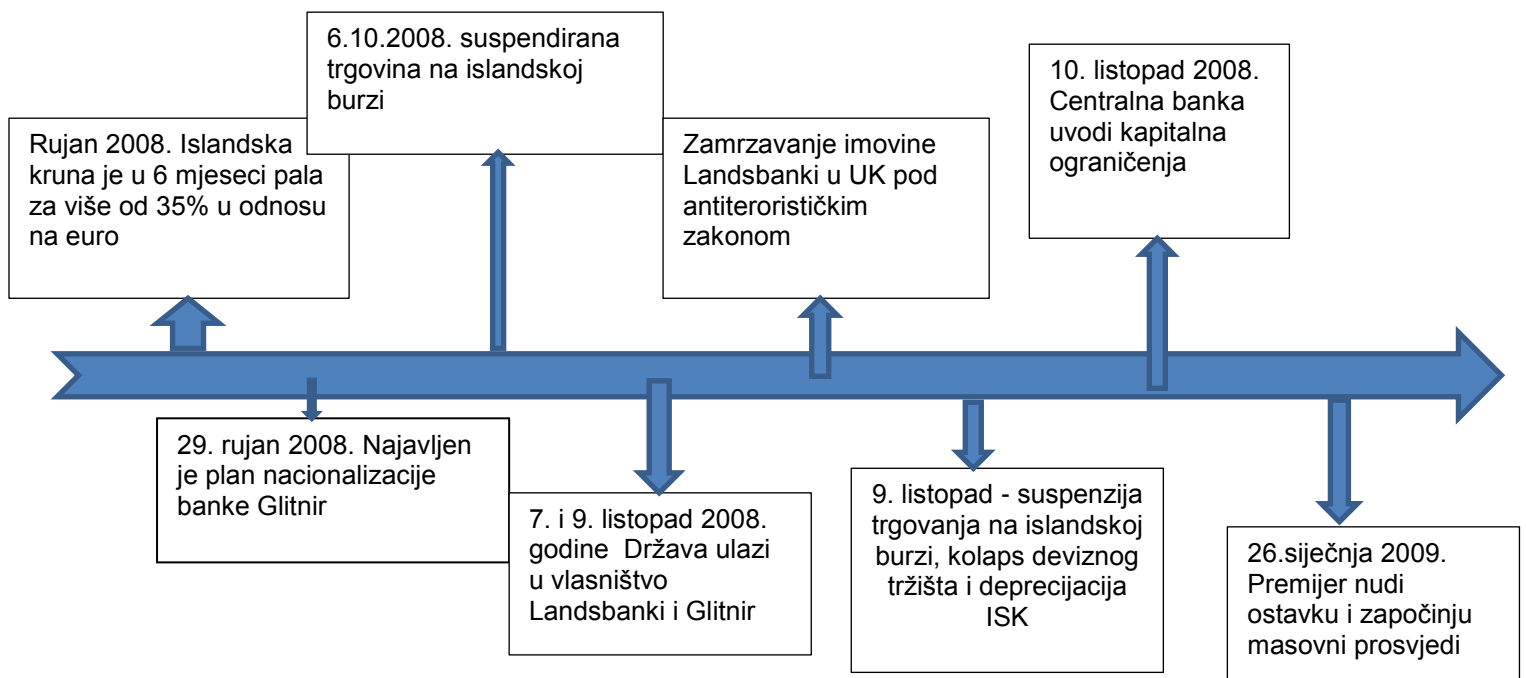 Rujan 2008. Islandska
kruna je u 6 mjeseci pala
za više od 35% u odnosu
na euro
29. rujan 2008. Najavljen
je plan nacionalizacije
banke Glitnir
6.10.2008. suspendirana
trgovina na islandskoj
burzi
7. i 9. listopad 2008.
godine Država ulazi
u vlasništvo
Landsbanki i Glitnir
Zamrzavanje imovine
Landsbanki u UK pod
antiterorističkim
zakonom
9. listopad - suspenzija
trgovanja na islandskoj
burzi, kolaps deviznog
tržišta i deprecijacija
ISK
10. listopad 2008.
Centralna banka
uvodi kapitalna
ograničenja
26.siječnja 2009.
Premijer nudi
ostavku i započinju
masovni prosvjedi